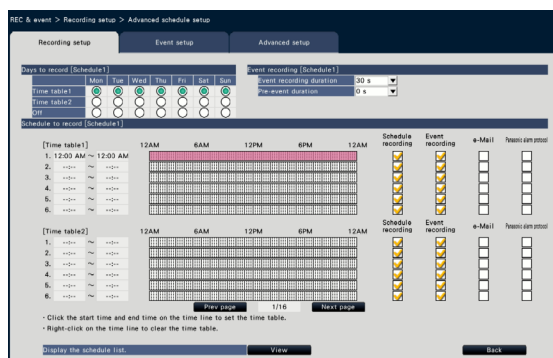 REC & event > Recording setup > Advanced schedule setup
Recording setup Event setup Advanced setup
Days to record [Schedule1] Event recording [Schedule1]
Mon Tue Wed Thu Fri Sat Sun Event recording duration 30 s
Time table1 Pre-event duration 0 s
Time table2
Off
Schedule to record [Schedule1]
[Time table1] 12AM 6AM 12PM 6PM 12AM Schedule recording Event recording e-Mail Panasonic alarm protocol
1. 12:00 AM ~ 12:00 AM
2. --:-- ~ --:--
3. --:-- ~ --:--
4. --:-- ~ --:--
5. --:-- ~ --:--
6. --:-- ~ --:--
[Time table2] 12AM 6AM 12PM 6PM 12AM Schedule recording Event recording e-Mail Panasonic alarm protocol
1. --:-- ~ --:--
2. --:-- ~ --:--
3. --:-- ~ --:--
4. --:-- ~ --:--
5. --:-- ~ --:--
6. --:-- ~ --:--
Prev page 1/16 Next page
・Click the start time and end time on the time line to set the time table.
・Right-click on the time line to clear the time table.
Display the schedule list. View Back